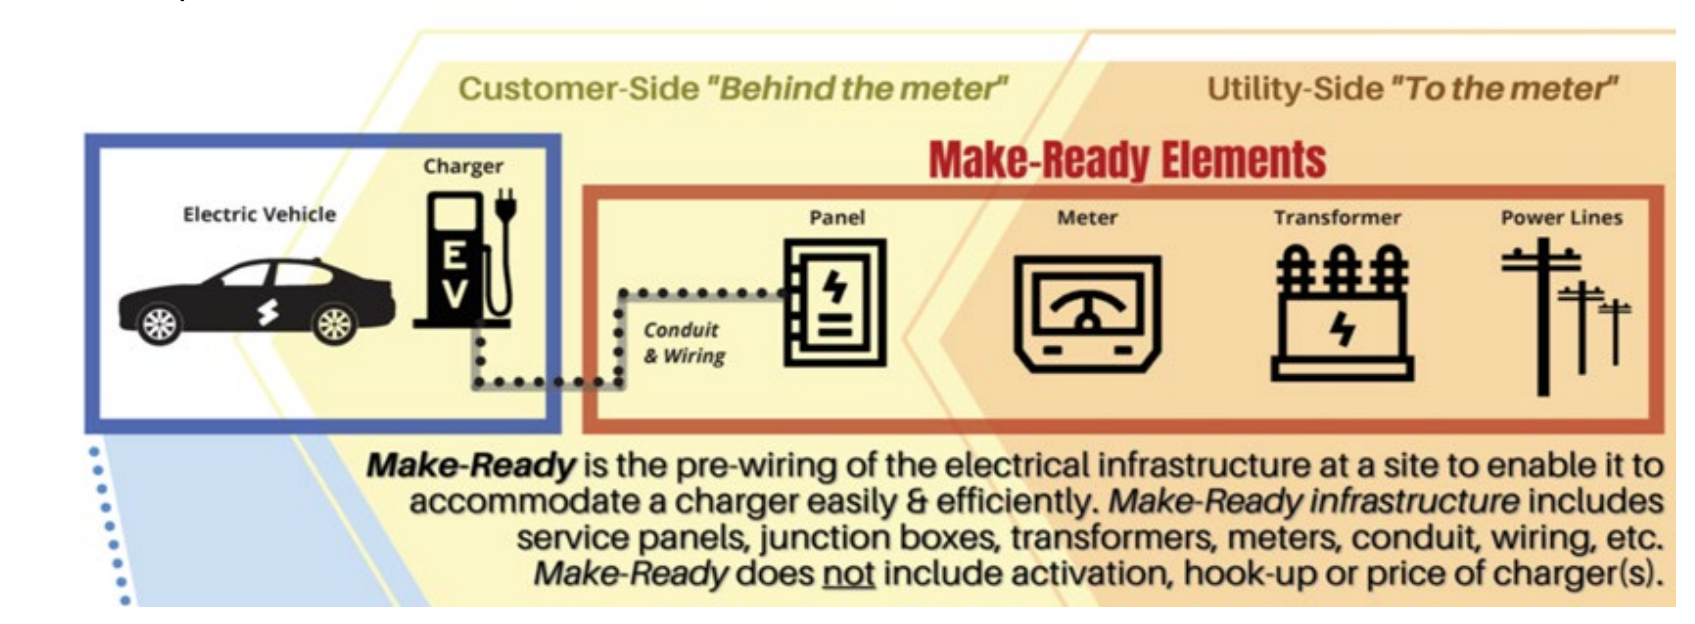 Customer-Side "Behind the meter"
Utility-Side "To the meter"
Make-Ready Elements
Charger
Electric Vehicle
EV
Conduit
& Wiring
Panel
Meter
Transformer
Power Lines
Make-Ready is the pre-wiring of the electrical infrastructure at a site to enable it to
accommodate a charger easily & efficiently. Make-Ready infrastructure includes
service panels, junction boxes, transformers, meters, conduit, wiring, etc.
Make-Ready does not include activation, hook-up or price of charger(s).